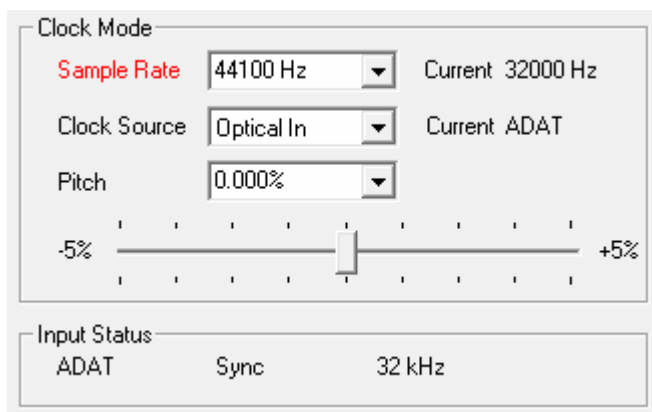 Clock Mode
Sample Rate 44100 Hz Current 32000 Hz
Clock Source Optical In Current ADAT
Pitch 0.000%
-5% +5%
Input Status
ADAT Sync 32 kHz